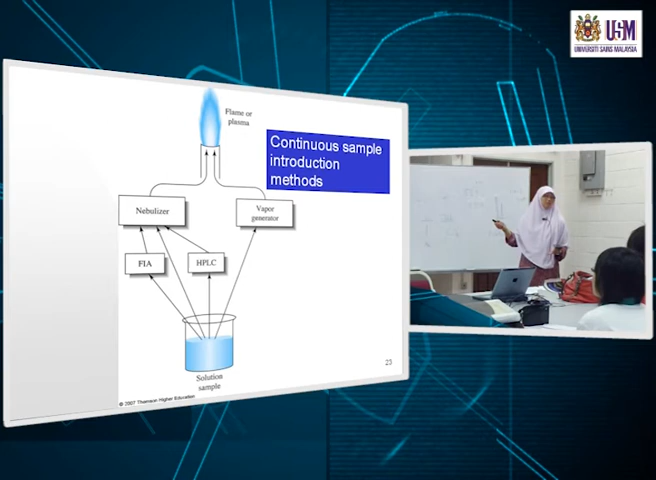 USM
UNIVERSITI SAINS MALAYSIA
Flame or
plasma
Continuous sample
introduction
methods
Nebulizer
Vapor
generator
FIA
HPLC
Solution
sample
23
© 2007 Thomson Higher Education